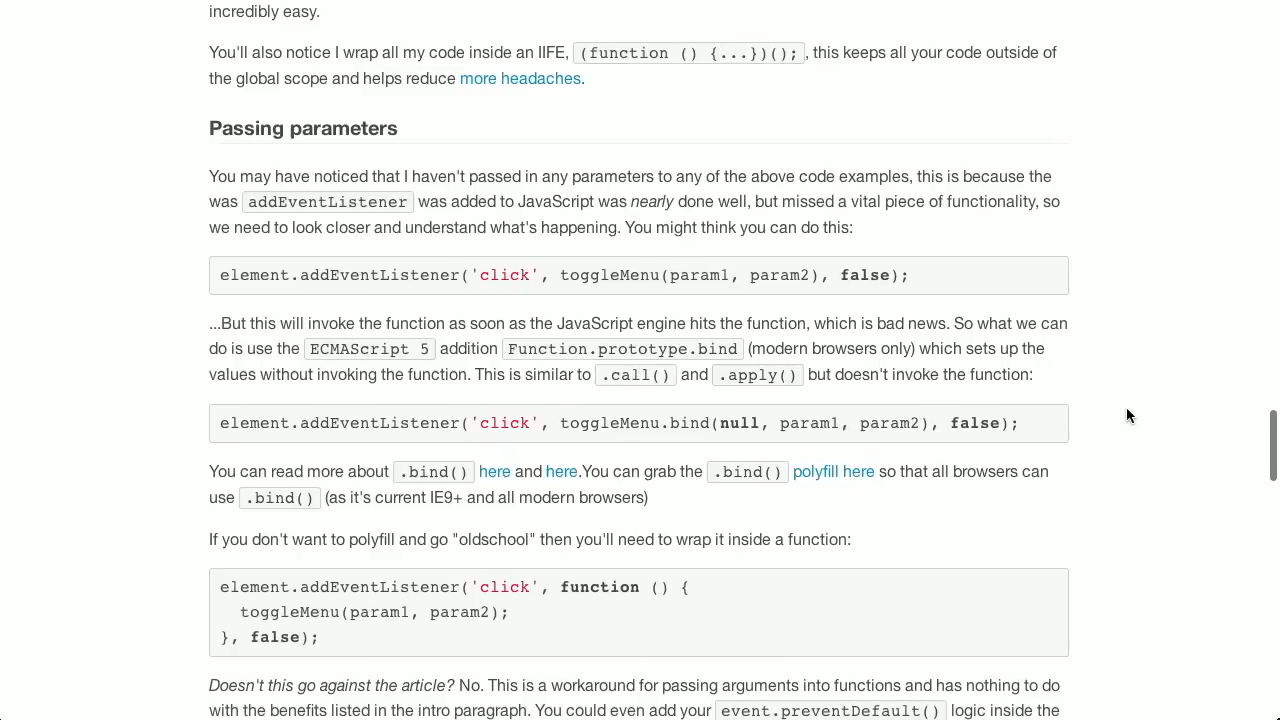 incredibly easy.
You'll also notice I wrap all my code inside an IIFE, (function () {...})();, this keeps all your code outside of
the global scope and helps reduce more headaches.
Passing parameters
You may have noticed that I haven't passed in any parameters to any of the above code examples, this is because the
was addEventListener was added to JavaScript was nearly done well, but missed a vital piece of functionality, so
we need to look closer and understand what's happening. You might think you can do this:
element.addEventListener('click', toggleMenu(param1, param2), false);
...But this will invoke the function as soon as the JavaScript engine hits the function, which is bad news. So what we can
do is use the ECMAScript 5 addition Function.prototype.bind (modern browsers only) which sets up the
values without invoking the function. This is similar to .call() and .apply() but doesn't invoke the function:
element.addEventListener('click', toggleMenu.bind(null, param1, param2), false);
You can read more about .bind() here and here.You can grab the .bind() polyfill here so that all browsers can
use .bind() (as it's current IE9+ and all modern browsers)
If you don't want to polyfill and go "oldschool" then you'll need to wrap it inside a function:
element.addEventListener('click', function () {
  toggleMenu(param1, param2);
}, false);
Doesn't this go against the article? No. This is a workaround for passing arguments into functions and has nothing to do
with the benefits listed in the intro paragraph. You could even add your event.preventDefault() logic inside the